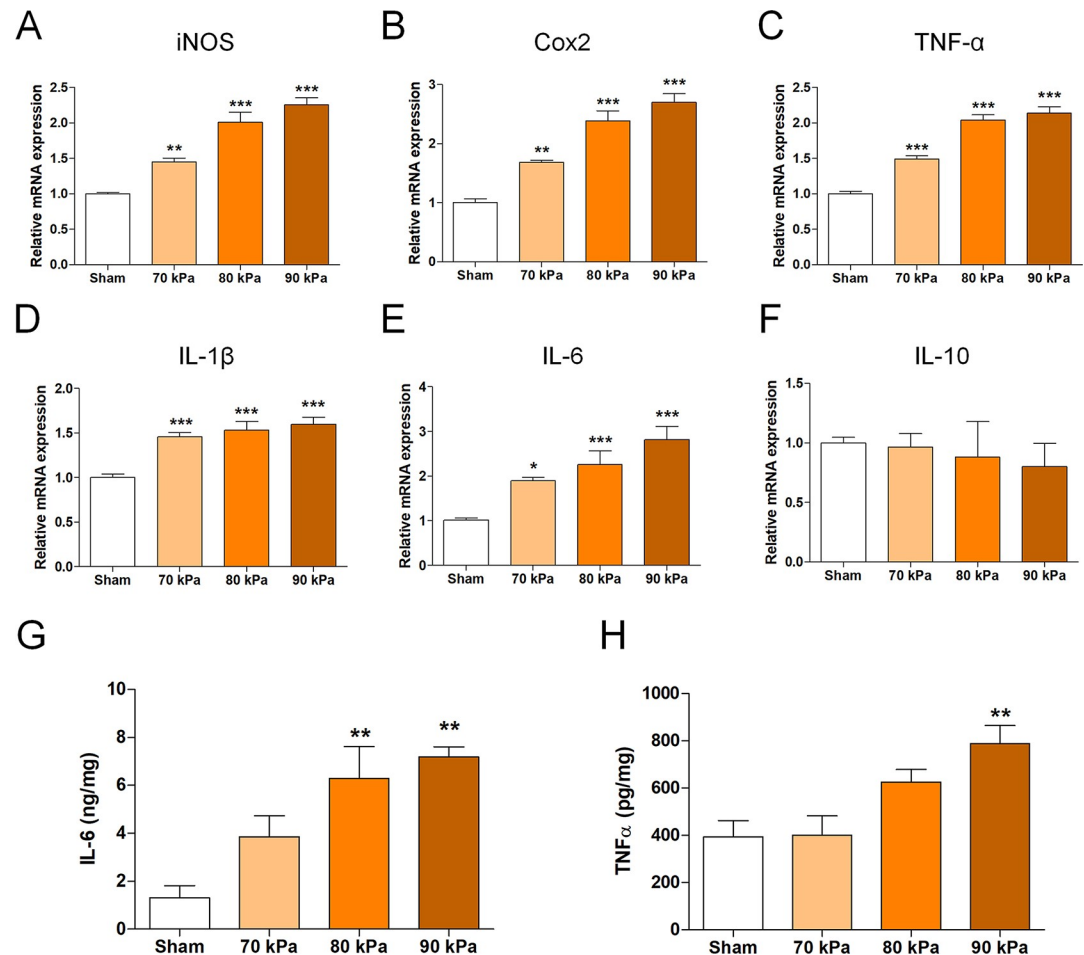 A
iNOS
Relative mRNA expression
2.5
2.0
1.5
1.0
0.5
0.0
**
***
***
Sham 70 kPa 80 kPa 90 kPa
B
Cox2
Relative mRNA expression
3
2
1
0
**
***
***
Sham 70 kPa 80 kPa 90 kPa
C
TNF-α
Relative mRNA expression
2.5
2.0
1.5
1.0
0.5
0.0
***
***
***
Sham 70 kPa 80 kPa 90 kPa
D
IL-1β
Relative mRNA expression
2.0
1.5
1.0
0.5
0.0
***
***
***
Sham 70 kPa 80 kPa 90 kPa
E
IL-6
Relative mRNA expression
4
3
2
1
0
*
***
***
Sham 70 kPa 80 kPa 90 kPa
F
IL-10
Relative mRNA expression
1.5
1.0
0.5
0.0
Sham 70 kPa 80 kPa 90 kPa
G
IL-6 (ng/mg)
10
8
6
4
2
0
**
**
Sham 70 kPa 80 kPa 90 kPa
H
TNFα (pg/mg)
1000
800
600
400
200
0
**
Sham 70 kPa 80 kPa 90 kPa